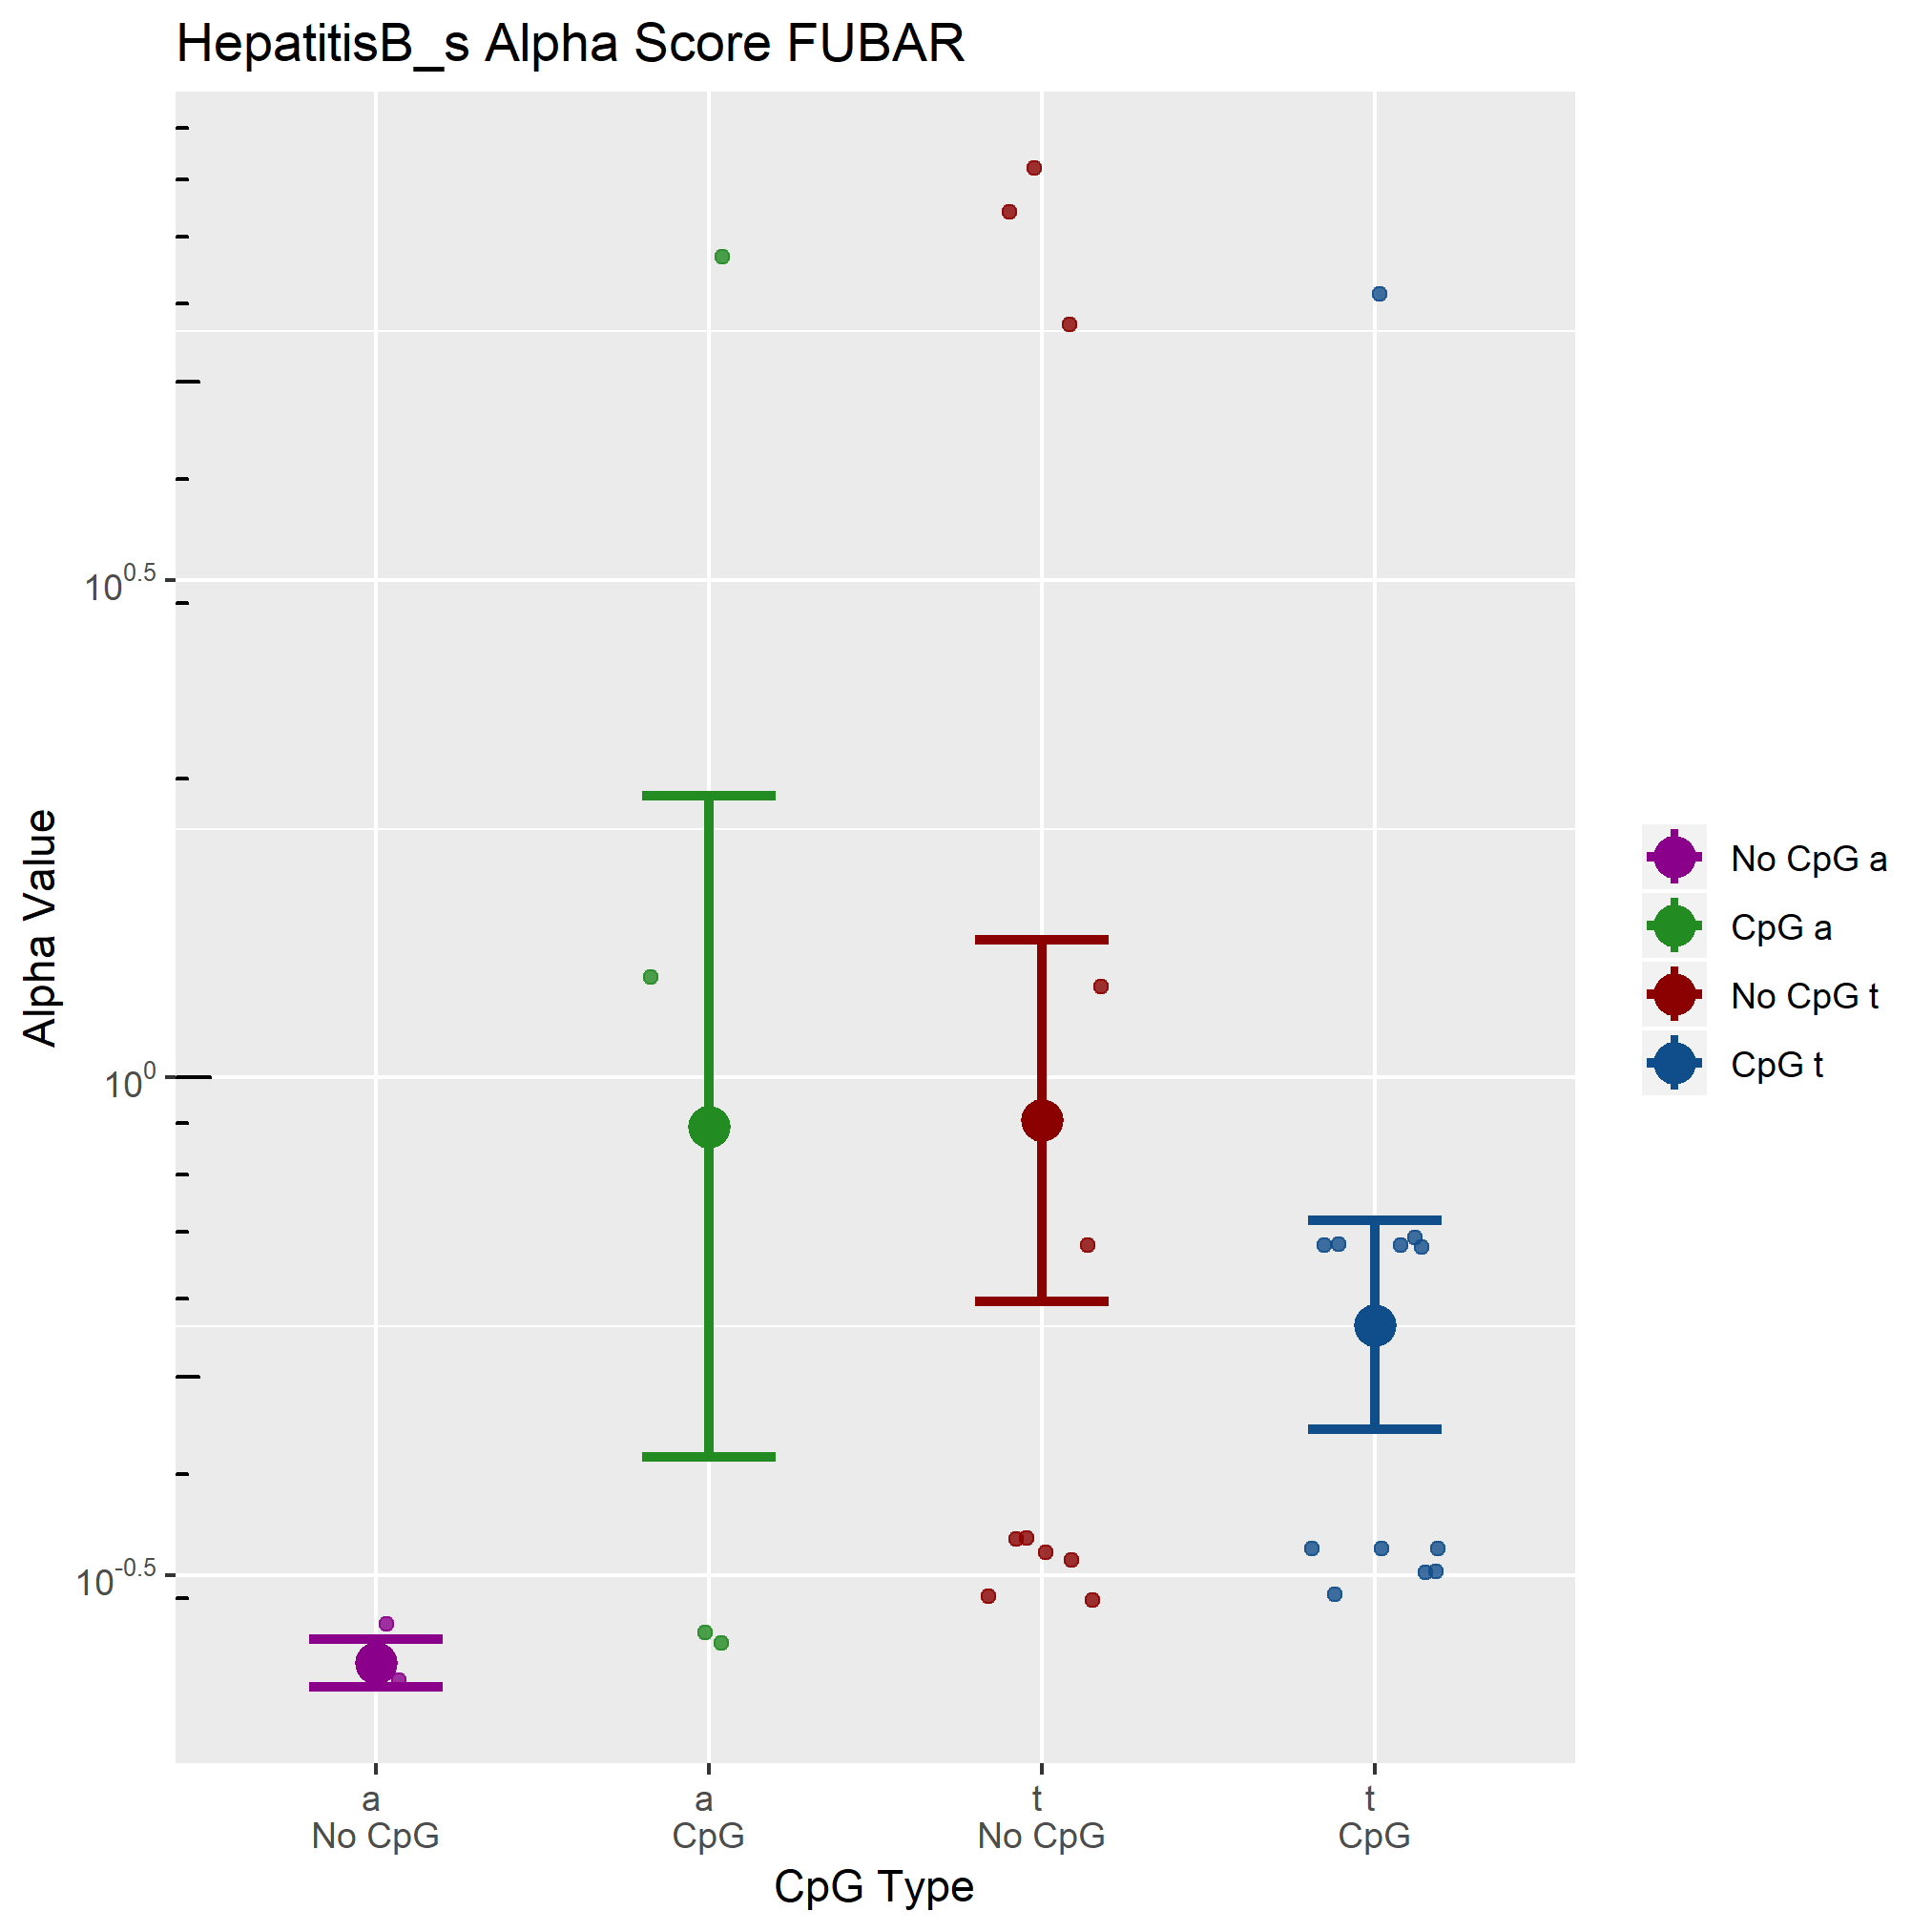 HepatitisB_s Alpha Score FUBAR
Alpha Value
10^0.5
10^0
10^-0.5
a
No CpG
a
CpG
t
No CpG
t
CpG
CpG Type
No CpG a
CpG a
No CpG t
CpG t